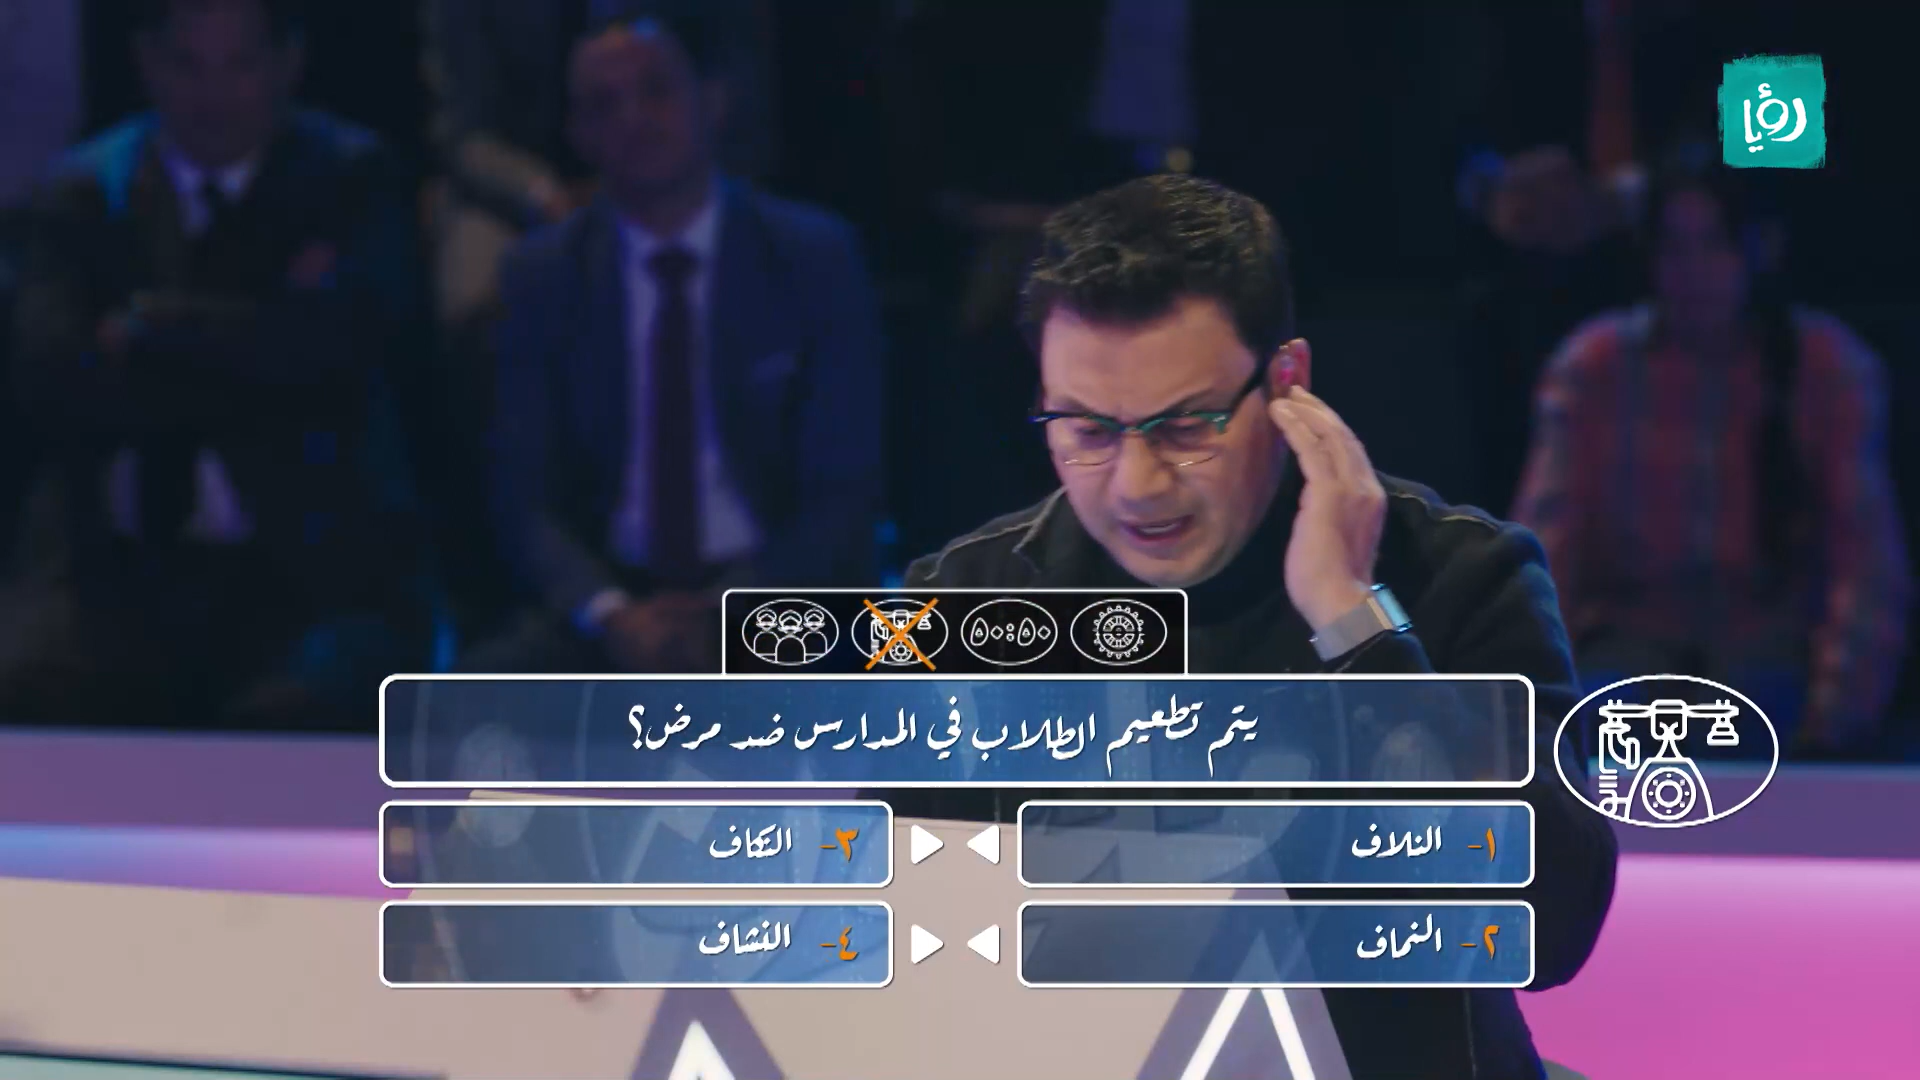 رؤيا
٥٠:٥٠
يتم تطعيم الطلاب في المدارس ضد مرض؟
١- النلاف
٣- النكاف
٢- النماف
٤- النشاف